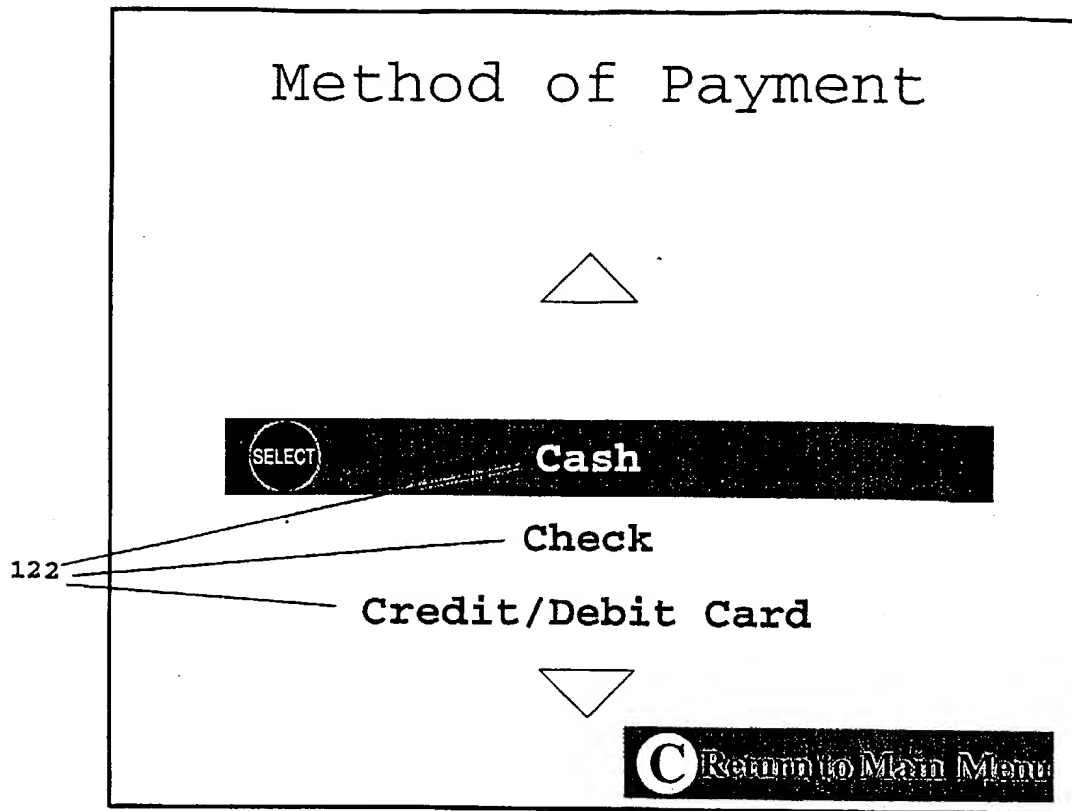 Method of Payment
SELECT Cash
Check
122
Credit/Debit Card
C Return to Main Menu